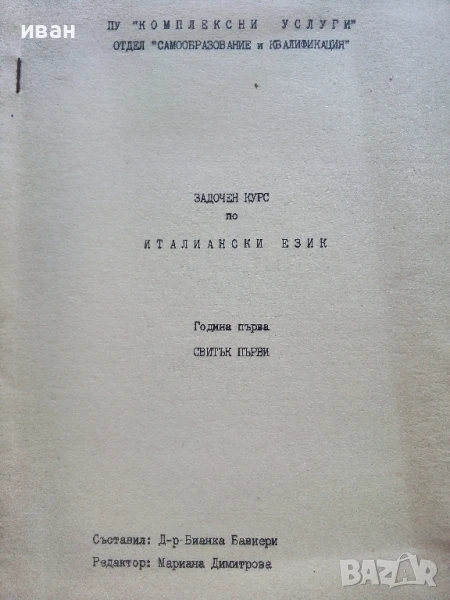 иван
ПУ "КОМПЛЕКСНИ УСЛУГИ"
ОТДЕЛ "САМООБРАЗОВАНИЕ и КВАЛИФИКАЦИЯ"
ЗАДОЧЕН КУРС
по
ИТАЛИАНСКИ ЕЗИК
Година първа
СВИТЪК ПЪРВИ
Съставил: Д-р Бианка Бавиери
Редактор: Мариана Димитрова
BAZAR